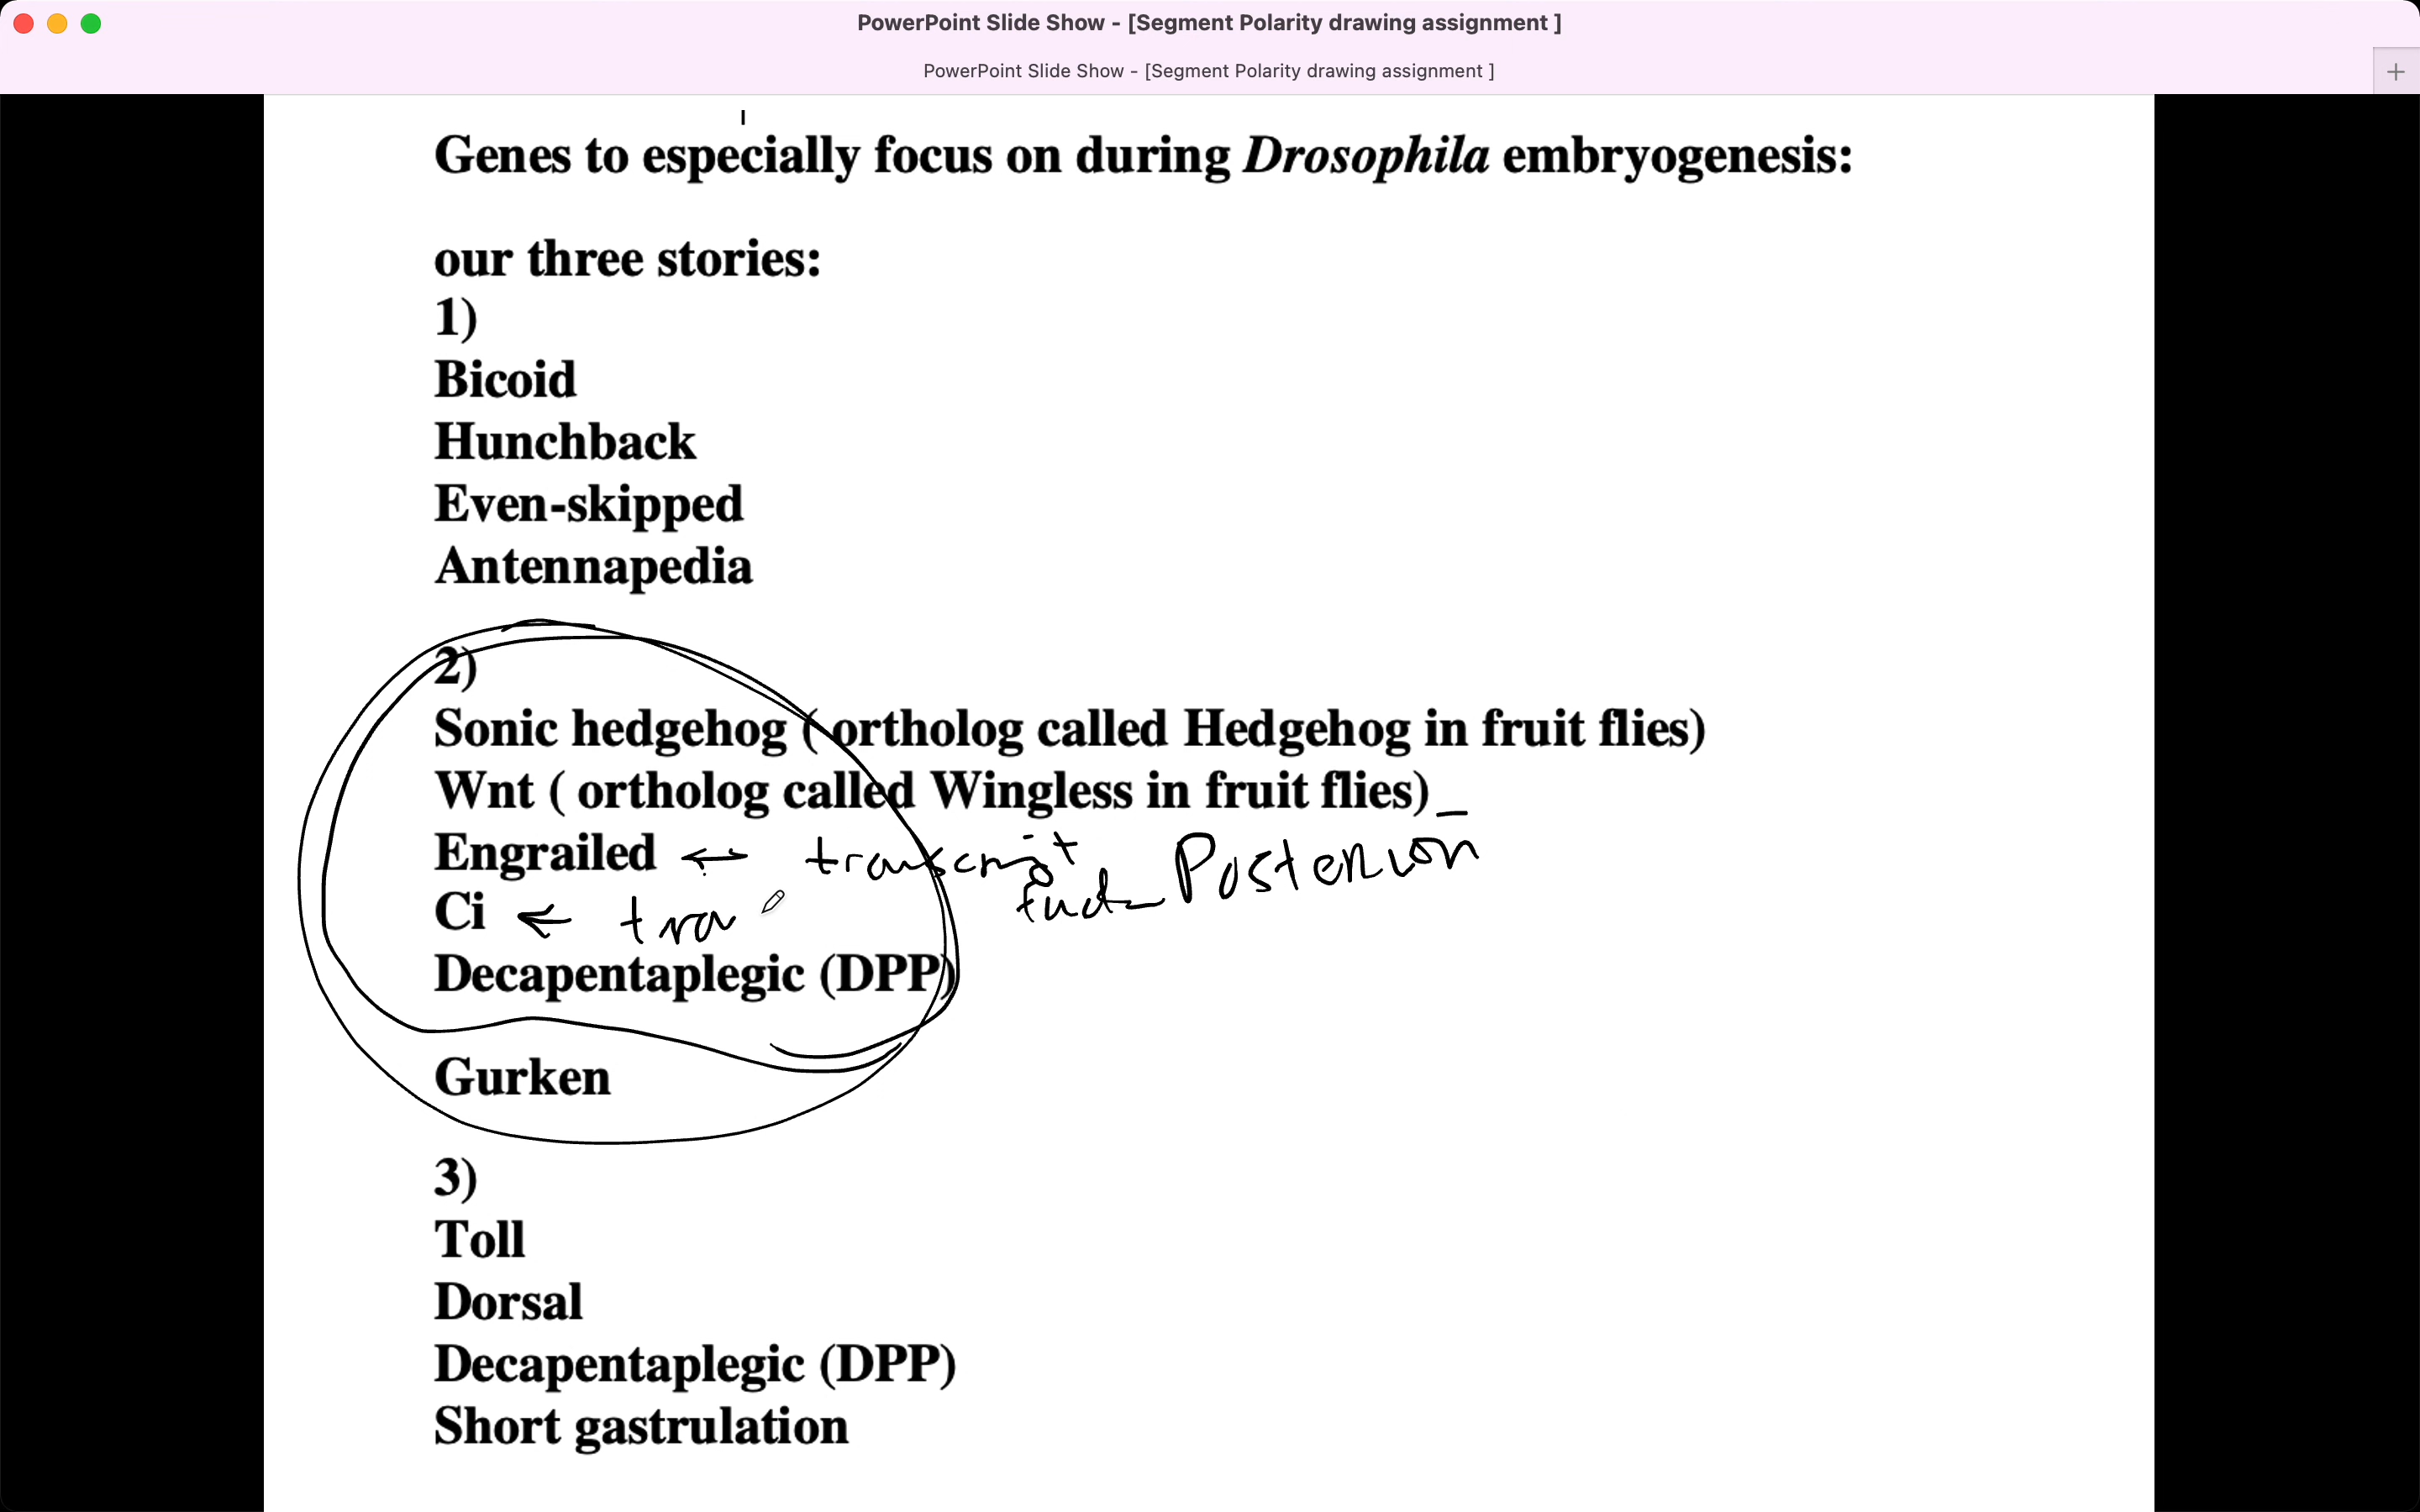 PowerPoint Slide Show - [Segment Polarity drawing assignment ]
PowerPoint Slide Show - [Segment Polarity drawing assignment ]
Genes to especially focus on during Drosophila embryogenesis:
our three stories:
1)
Bicoid
Hunchback
Even-skipped
Antennapedia
2)
Sonic hedgehog ( ortholog called Hedgehog in fruit flies)
Wnt ( ortholog called Wingless in fruit flies)
Engrailed ← transcript
Ci ← tran
Decapentaplegic (DPP)
Gurken
3)
Toll
Dorsal
Decapentaplegic (DPP)
Short gastrulation